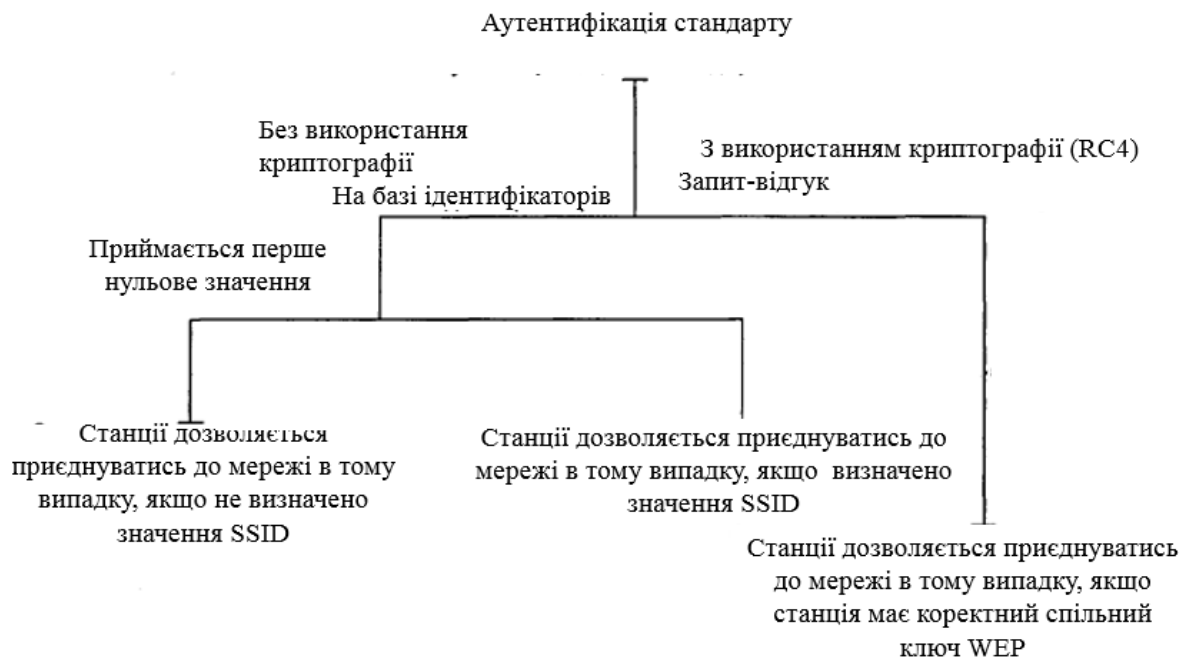 Аутентифікація стандарту
Без використання
криптографії
На базі ідентифікаторів
З використанням криптографії (RC4)
Запит-відгук
Приймається перше
нульове значення
Станції дозволяється
приєднуватись до мережі в тому
випадку, якщо не визначено
значення SSID
Станції дозволяється приєднуватись до
мережі в тому випадку, якщо визначено
значення SSID
Станції дозволяється приєднуватись
до мережі в тому випадку, якщо
станція має коректний спільний
ключ WEP